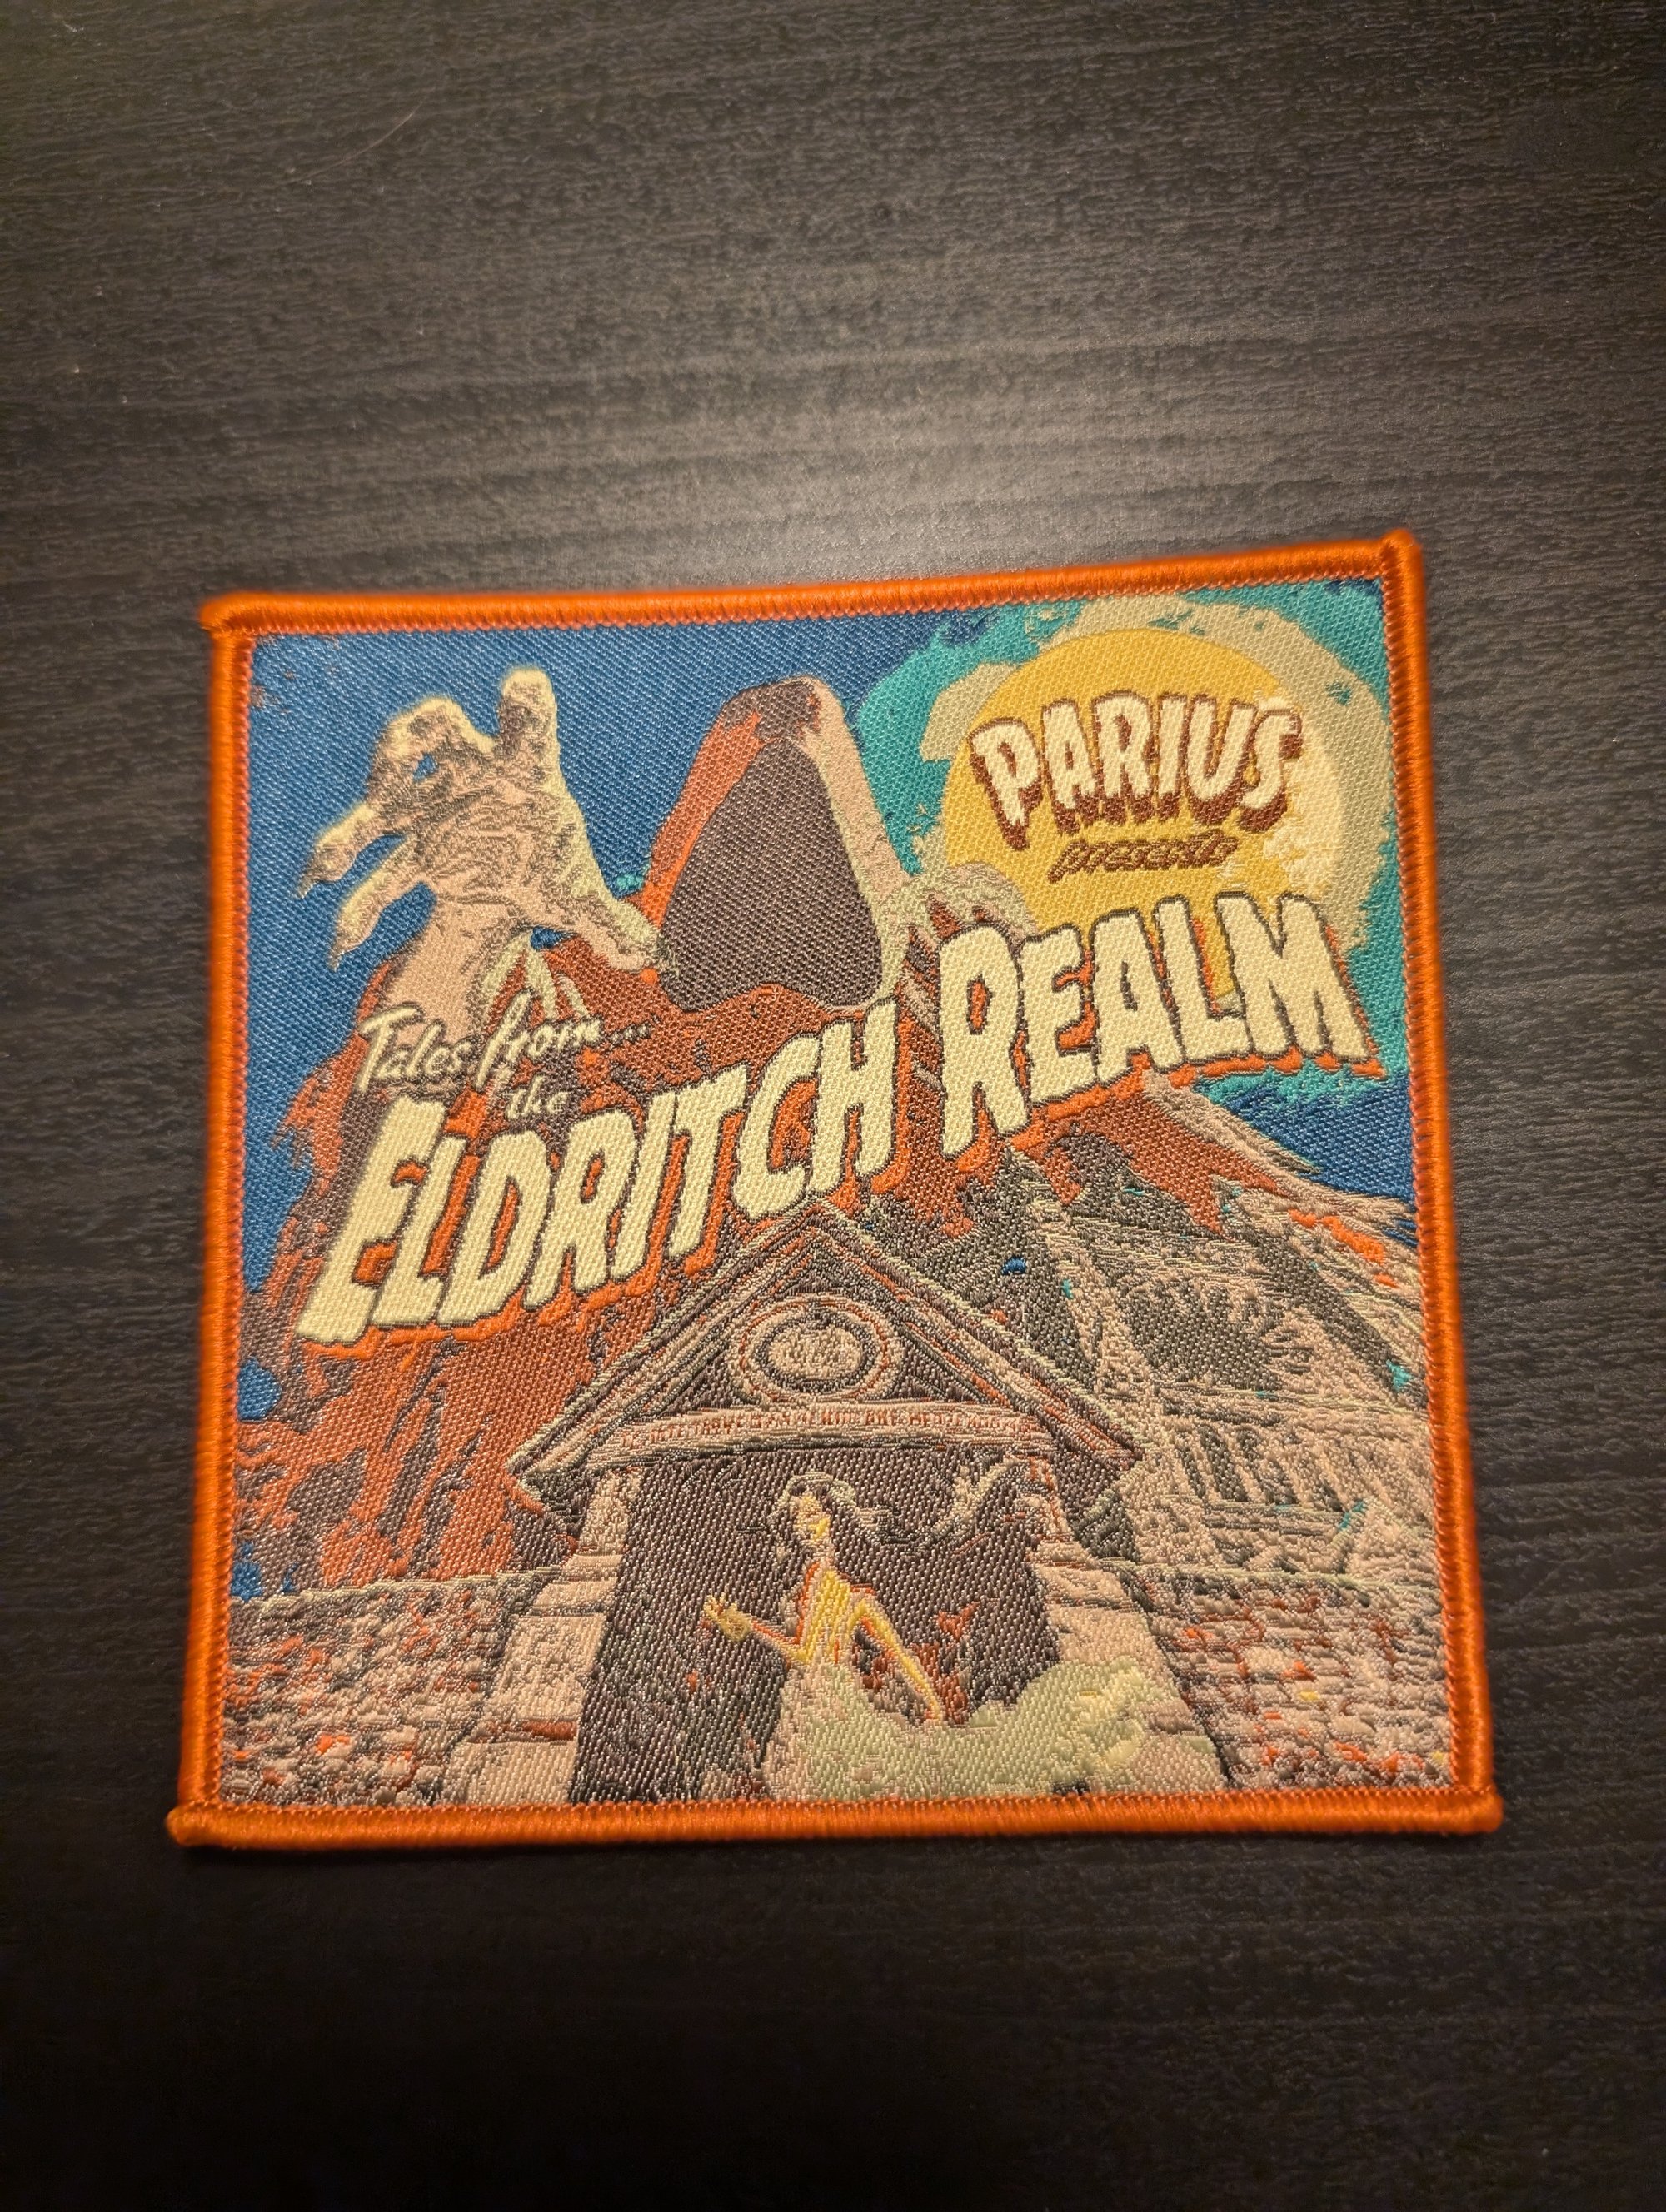 PARIUS
presents
Tales from...
the
ELDRITCH REALM